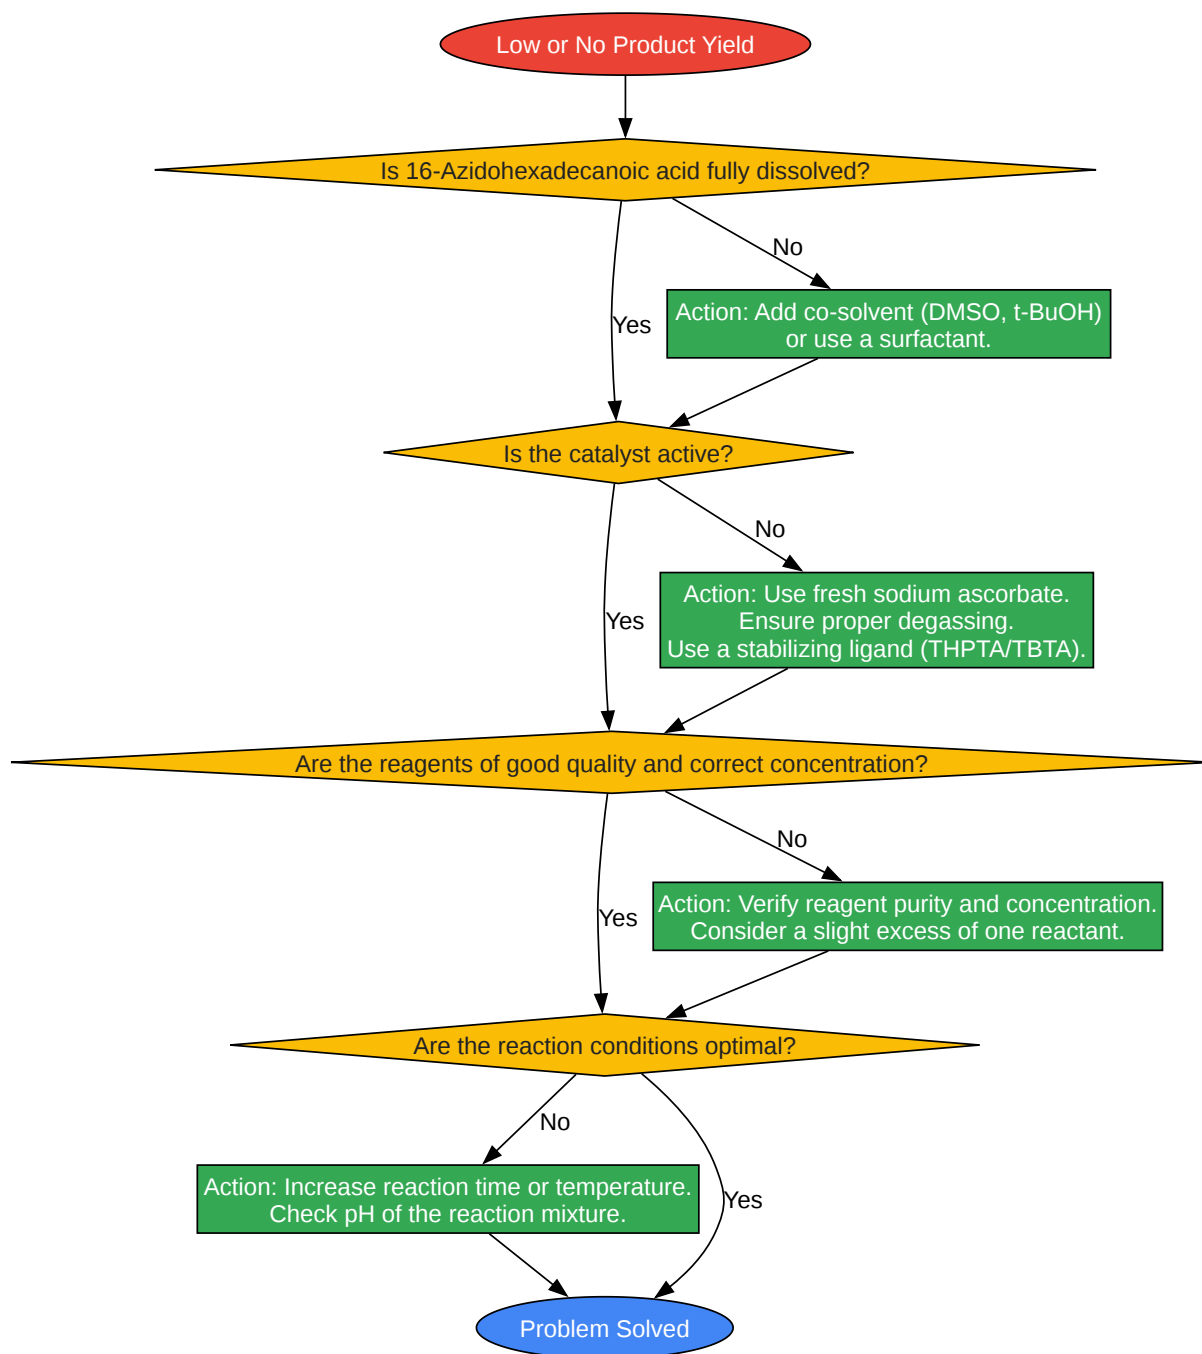 Low or No Product Yield
Is 16-Azidohexadecanoic acid fully dissolved?
No
Action: Add co-solvent (DMSO, t-BuOH)
or use a surfactant.
Yes
Is the catalyst active?
No
Action: Use fresh sodium ascorbate.
Ensure proper degassing.
Use a stabilizing ligand (THPTA/TBTA).
Yes
Are the reagents of good quality and correct concentration?
No
Action: Verify reagent purity and concentration.
Consider a slight excess of one reactant.
Yes
Are the reaction conditions optimal?
No
Action: Increase reaction time or temperature.
Check pH of the reaction mixture.
Yes
Problem Solved